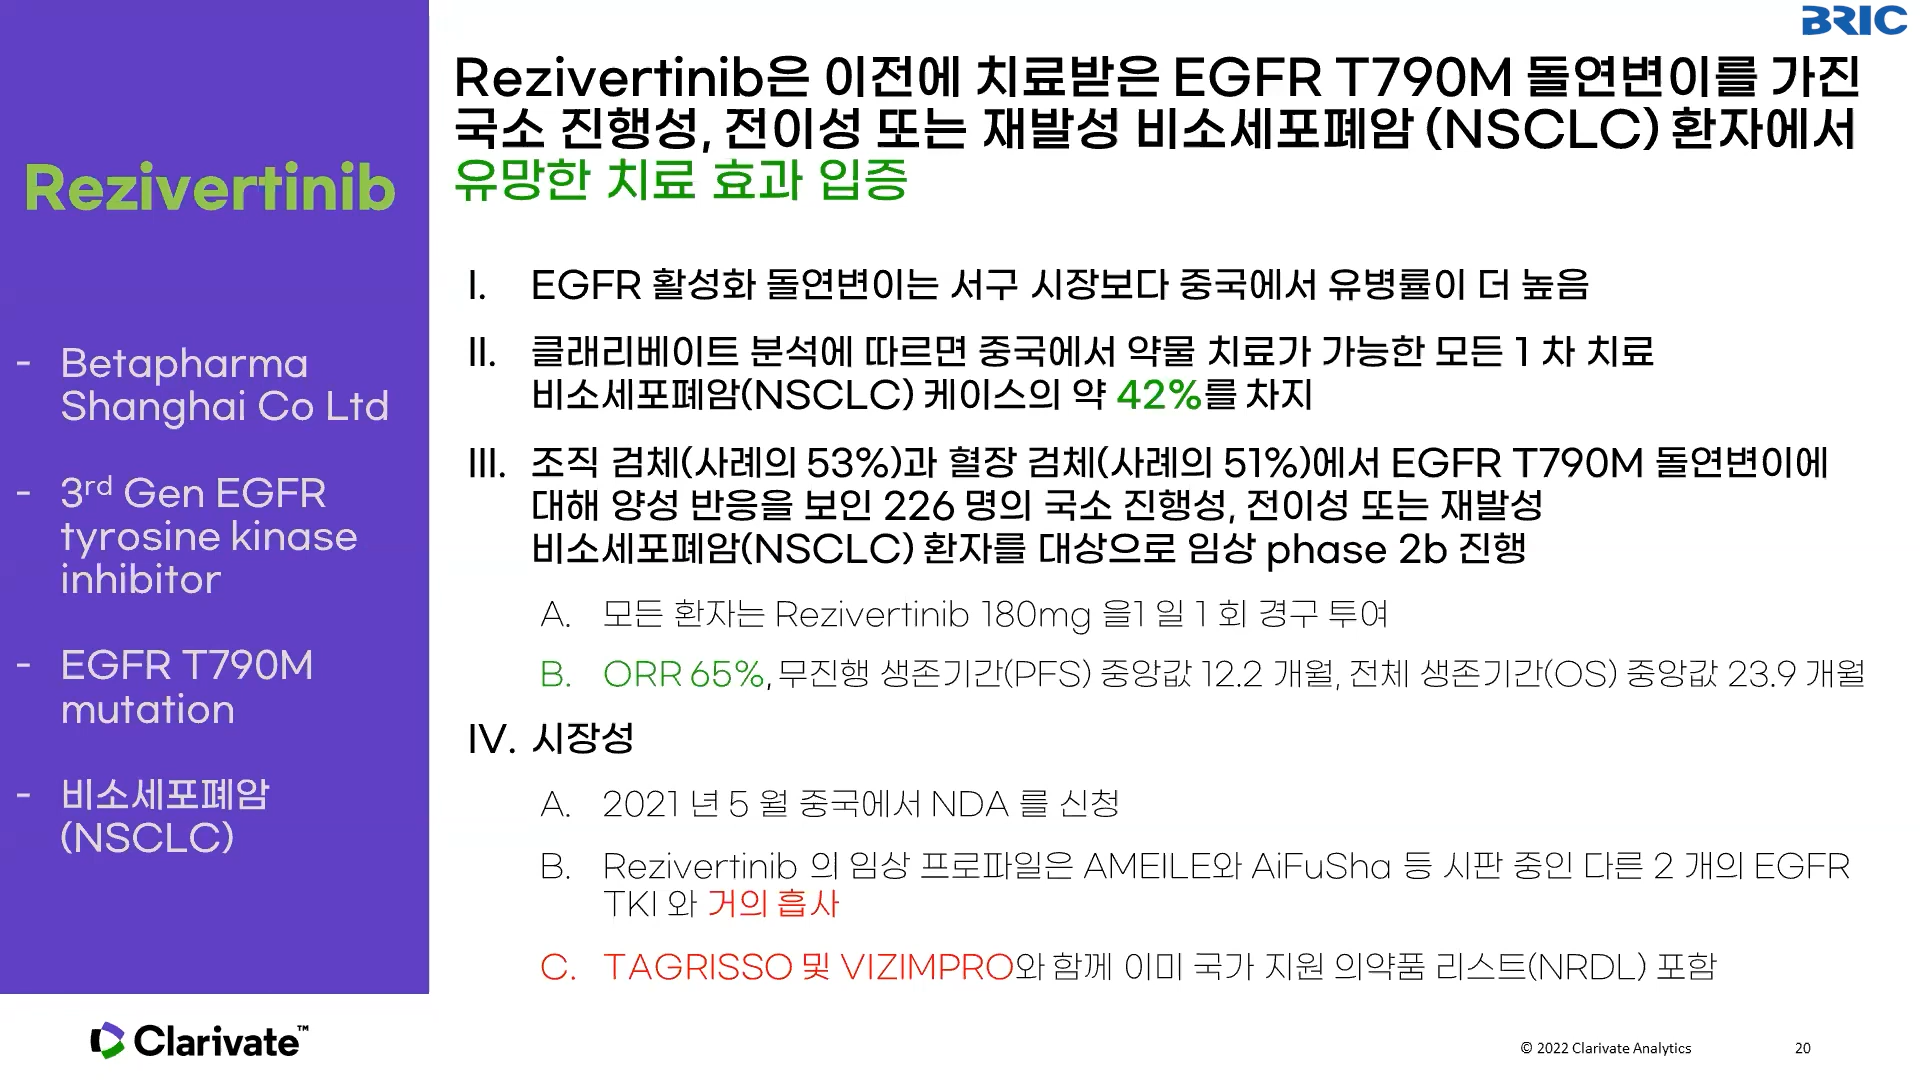 BRIC
Rezivertinib은 이전에 치료받은 EGFR T790M 돌연변이를 가진
국소 진행성, 전이성 또는 재발성 비소세포폐암 (NSCLC) 환자에서
유망한 치료 효과 입증
Rezivertinib
- Betapharma
Shanghai Co Ltd
- 3rd Gen EGFR
tyrosine kinase
inhibitor
- EGFR T790M
mutation
- 비소세포폐암
(NSCLC)
I. EGFR 활성화 돌연변이는 서구 시장보다 중국에서 유병률이 더 높음
II. 클래리베이트 분석에 따르면 중국에서 약물 치료가 가능한 모든 1 차 치료
비소세포폐암(NSCLC) 케이스의 약 42%를 차지
III. 조직 검체(사례의 53%)과 혈장 검체(사례의 51%)에서 EGFR T790M 돌연변이에
대해 양성 반응을 보인 226 명의 국소 진행성, 전이성 또는 재발성
비소세포폐암(NSCLC) 환자를 대상으로 임상 phase 2b 진행
A. 모든 환자는 Rezivertinib 180mg 을1 일 1 회 경구 투여
B. ORR 65%, 무진행 생존기간(PFS) 중앙값 12.2 개월, 전체 생존기간(OS) 중앙값 23.9 개월
IV. 시장성
A. 2021 년 5 월 중국에서 NDA 를 신청
B. Rezivertinib 의 임상 프로파일은 AMEILE와 AiFuSha 등 시판 중인 다른 2 개의 EGFR
TKI 와 거의 흡사
C. TAGRISSO 및 VIZIMPRO와 함께 이미 국가 지원 의약품 리스트(NRDL) 포함
Clarivate™
© 2022 Clarivate Analytics
20